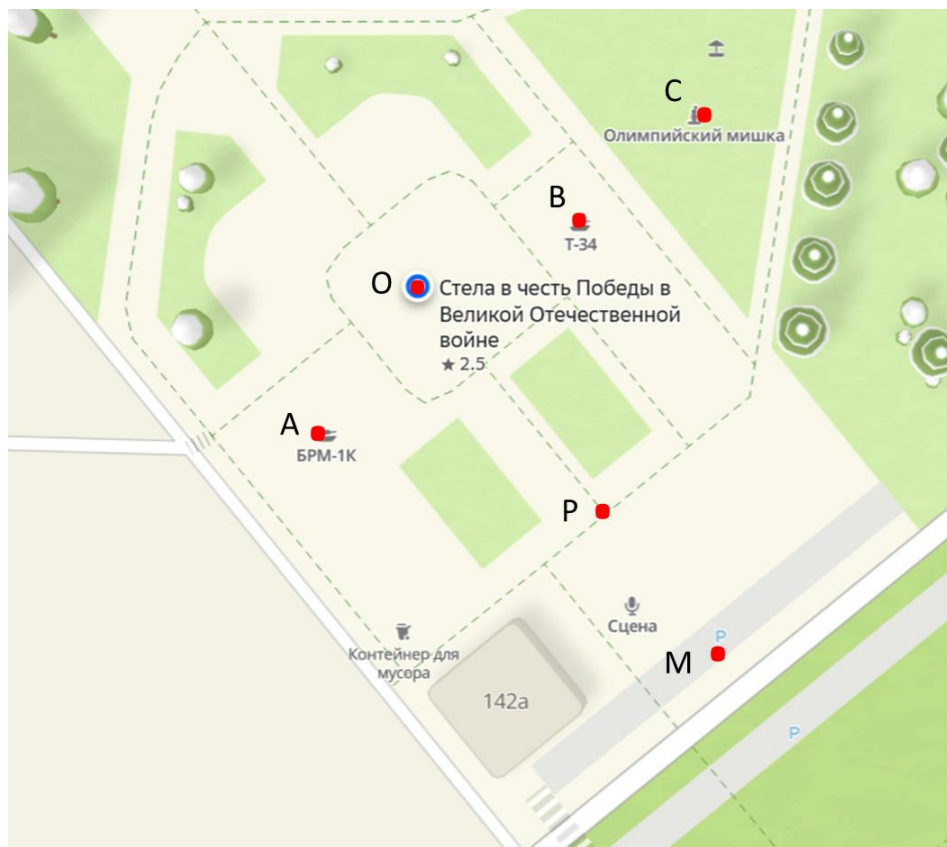 C
Олимпийский мишка
B
Т-34
O
Стела в честь Победы в
Великой Отечественной
войне
★ 2.5
A
БРМ-1К
P
Сцена
Контейнер для
мусора
P
M
142а
P